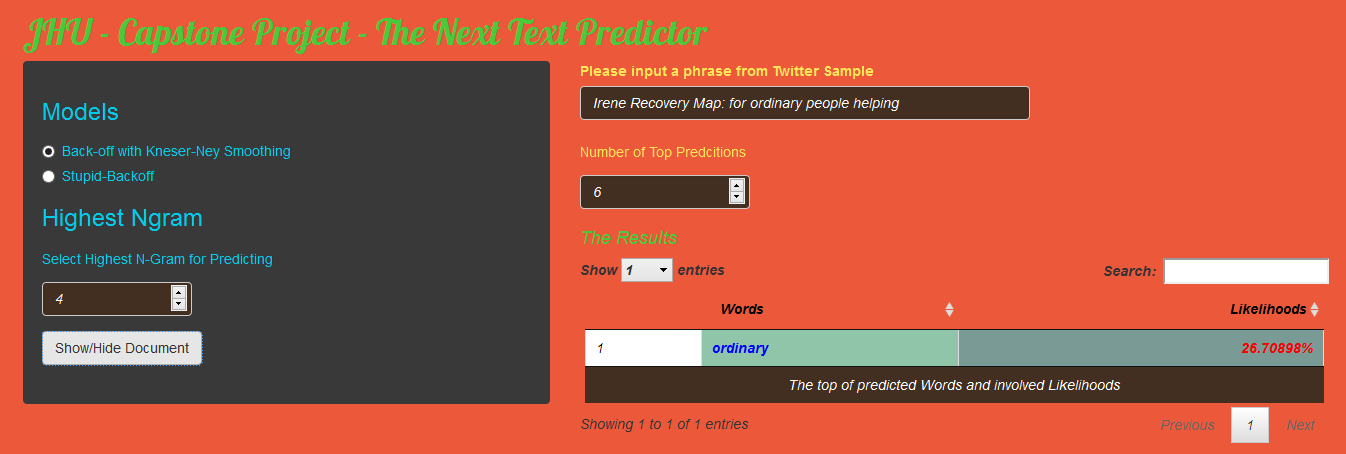 JHU - Capstone Project - The Next Text Predictor
Models
Back-off with Kneser-Ney Smoothing
Stupid-Backoff
Highest Ngram
Select Highest N-Gram for Predicting
4
Show/Hide Document
Please input a phrase from Twitter Sample
Irene Recovery Map: for ordinary people helping
Number of Top Predcitions
6
The Results
Show 1 entries
Search:
Words Likelihoods
1 ordinary 26.70898%
The top of predicted Words and involved Likelihoods
Showing 1 to 1 of 1 entries
Previous 1 Next